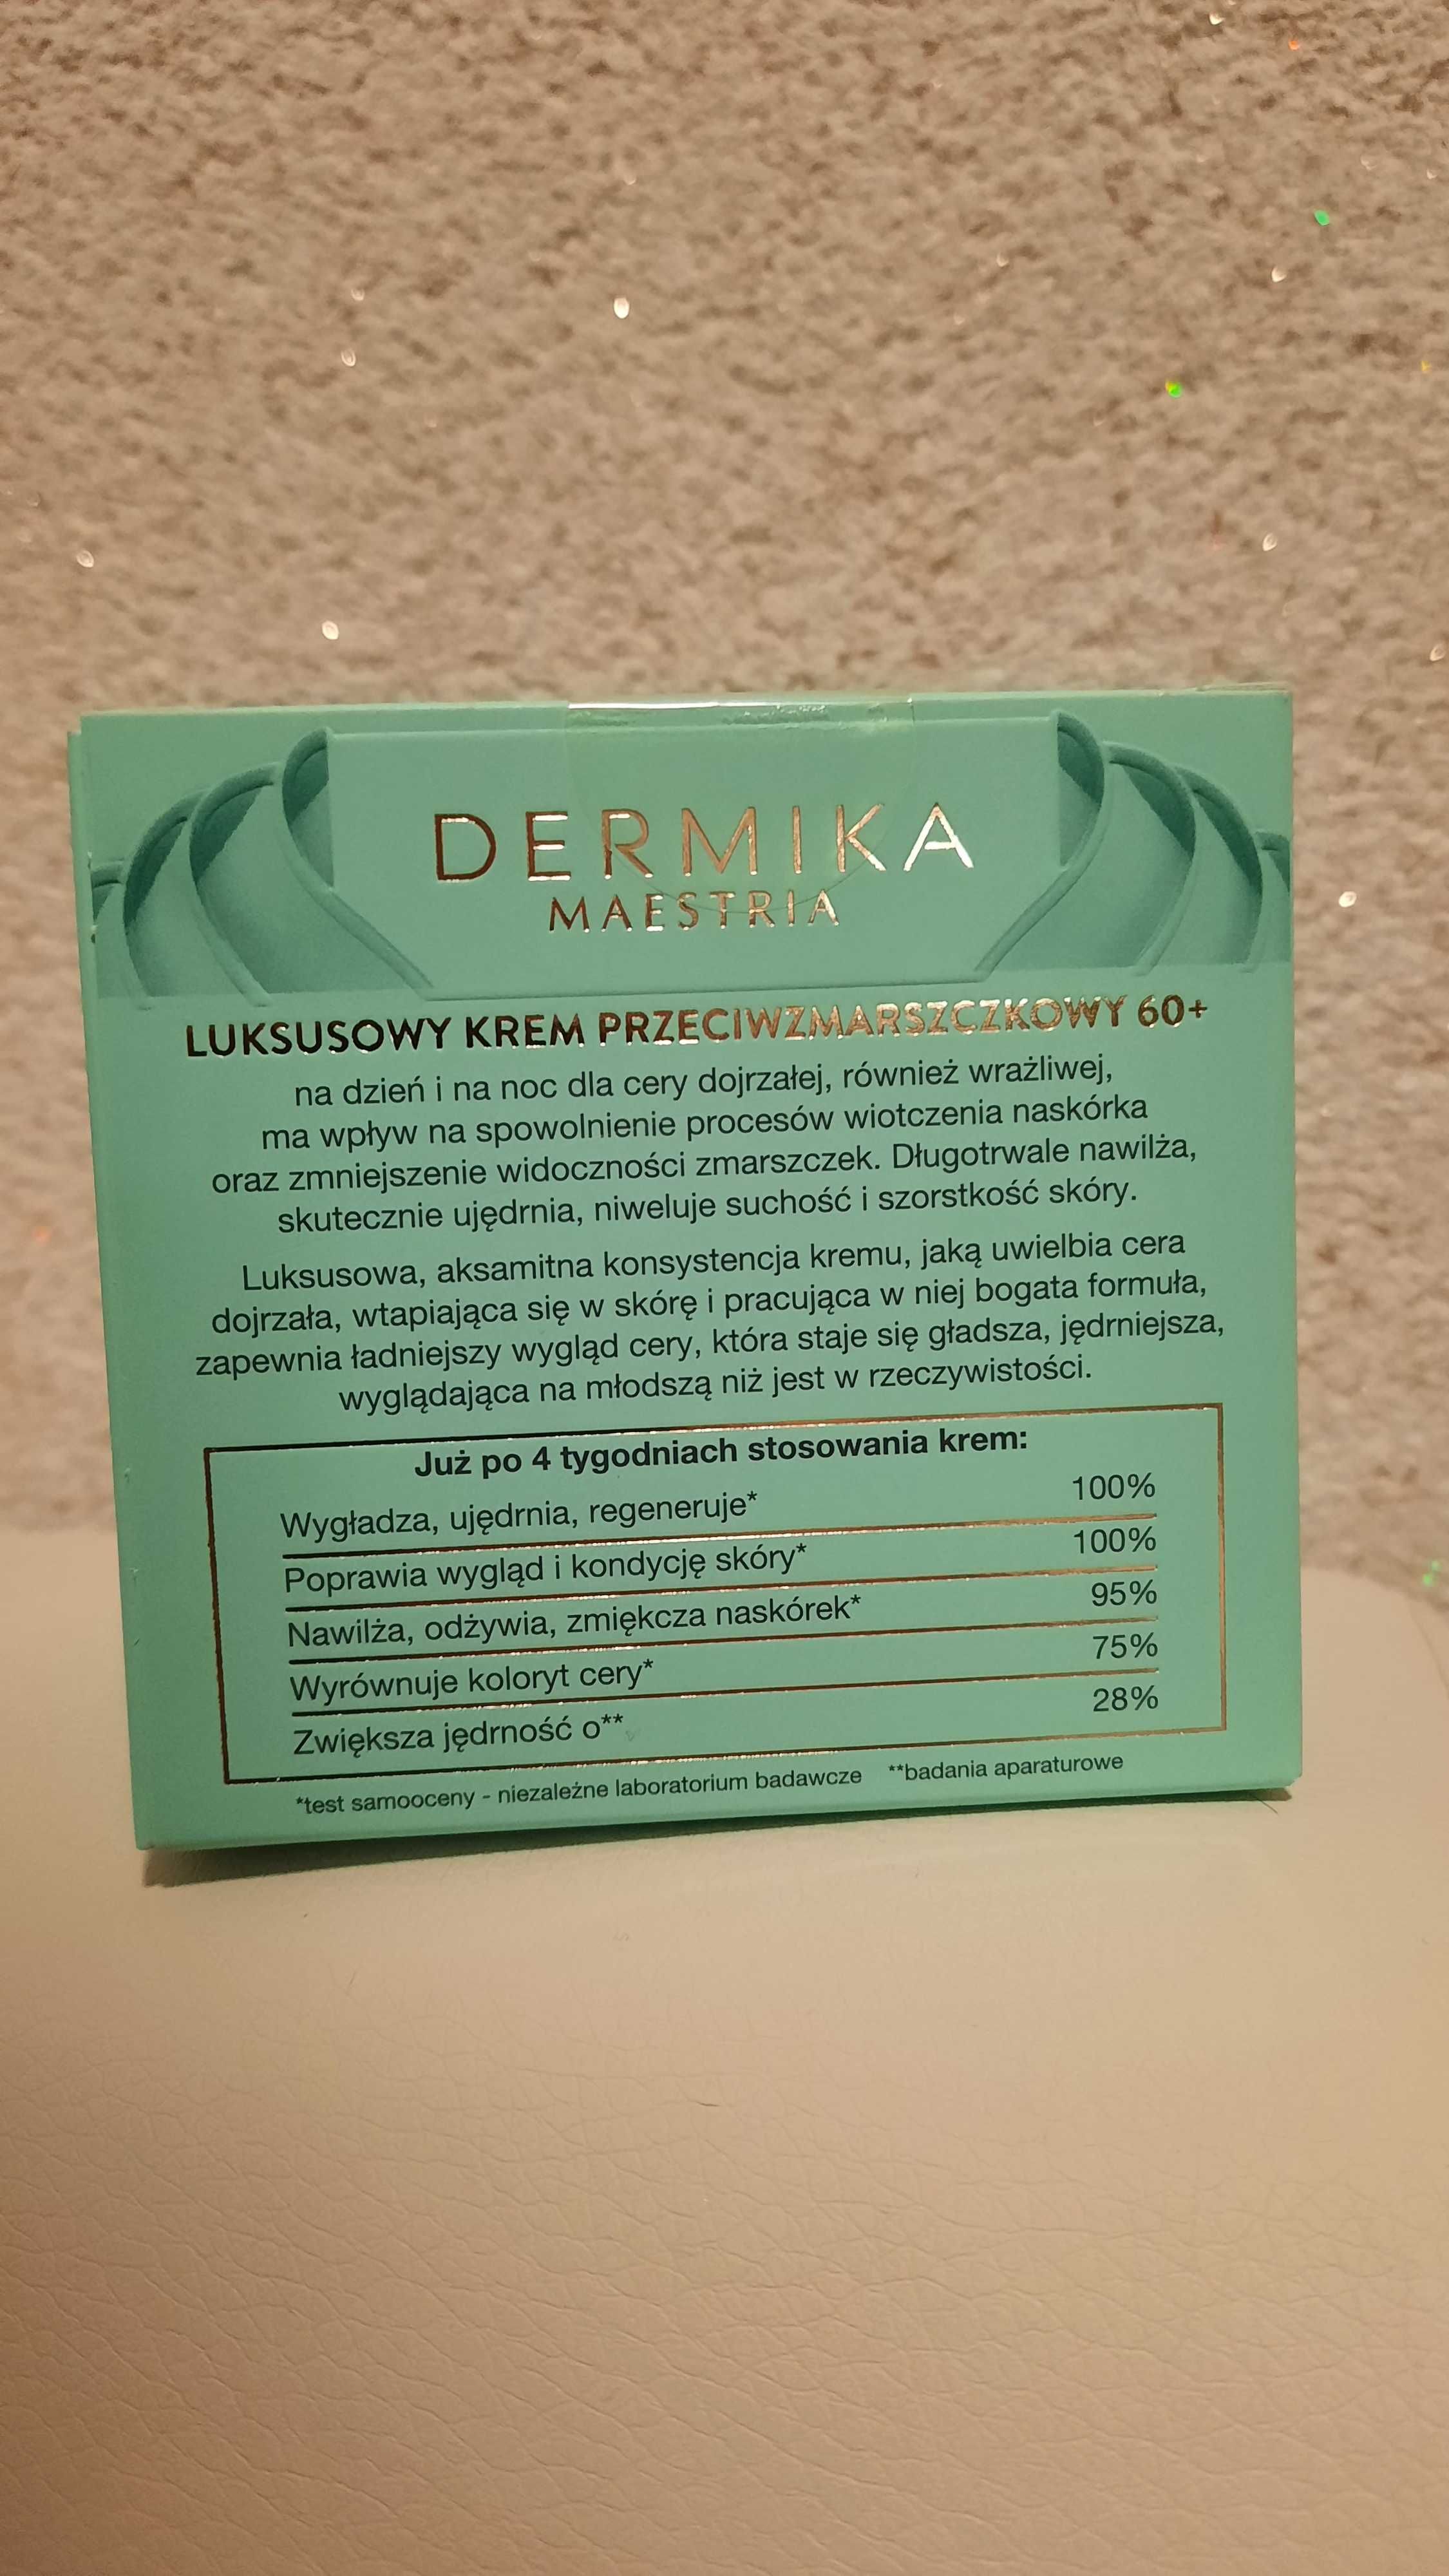 DERMIKA
MAESTRIA
LUKSUSOWY KREM PRZECIWZMARSZCZKOWY 60+
na dzień i na noc dla cery dojrzałej, również wrażliwej,
ma wpływ na spowolnienie procesów wiotczenia naskórka
oraz zmniejszenie widoczności zmarszczek. Długotrwale nawilża,
skutecznie ujędrnia, niweluje suchość i szorstkość skóry.
Luksusowa, aksamitna konsystencja kremu, jaką uwielbia cera
dojrzała, wtapiająca się w skórę i pracująca w niej bogata formuła,
zapewnia ładniejszy wygląd cery, która staje się gładsza, jędrniejsza,
wyglądająca na młodszą niż jest w rzeczywistości.
Już po 4 tygodniach stosowania krem:
Wygładza, ujędrnia, regeneruje* 100%
Poprawia wygląd i kondycję skóry* 100%
Nawilża, odżywia, zmiękcza naskórek* 95%
Wyrównuje koloryt cery* 75%
Zwiększa jędrność o** 28%
*test samooceny - niezależne laboratorium badawcze **badania aparaturowe